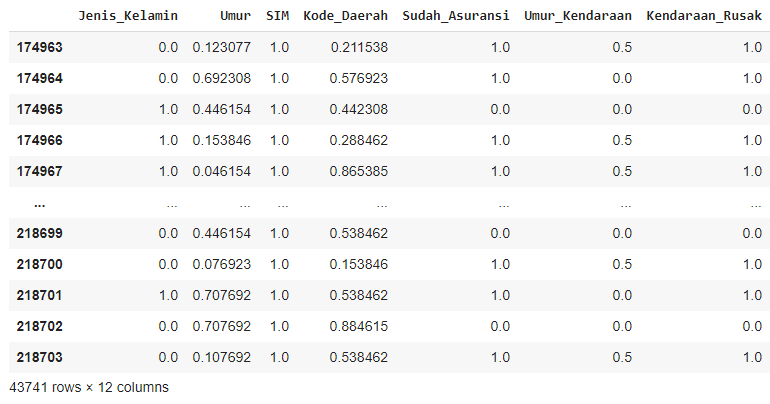 Jenis_Kelamin Umur SIM Kode_Daerah Sudah_Asuransi Umur_Kendaraan Kendaraan_Rusak
174963 0.0 0.123077 1.0 0.211538 1.0 0.5 1.0
174964 0.0 0.692308 1.0 0.576923 1.0 0.0 1.0
174965 1.0 0.446154 1.0 0.442308 0.0 0.0 0.0
174966 1.0 0.153846 1.0 0.288462 1.0 0.5 1.0
174967 1.0 0.046154 1.0 0.865385 1.0 0.5 1.0
... ... ... ... ... ... ... ...
218699 0.0 0.446154 1.0 0.538462 0.0 0.0 0.0
218700 0.0 0.076923 1.0 0.153846 1.0 0.5 1.0
218701 1.0 0.707692 1.0 0.538462 1.0 0.0 1.0
218702 0.0 0.707692 1.0 0.884615 0.0 0.0 0.0
218703 0.0 0.107692 1.0 0.538462 1.0 0.5 1.0
43741 rows × 12 columns